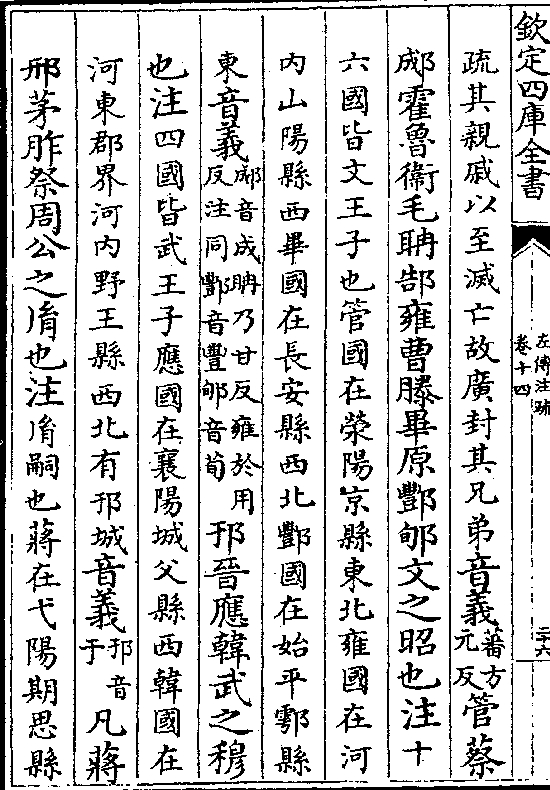 欽定四庫全書
左傳注疏
卷十四
二十六
疏其親戚以至滅亡故廣封其兄弟音義蕃方元反管蔡
郕霍魯衛毛聃郜雍曹滕畢原酆郇文之昭也注十
六國皆文王子也管國在滎陽京縣東北雍國在河
內山陽縣西畢國在長安縣西北酆國在始平鄠縣
東音義郕音成聃乃甘反雍於用反注同酆音豐郇音荀邘晉應韓武之穆
也注四國皆武王子應國在襄陽城父縣西韓國在
河東郡界河內野王縣西北有邘城音義邘音于凡蔣
邢茅胙祭周公之胤也注胤嗣也蔣在弋陽期思縣